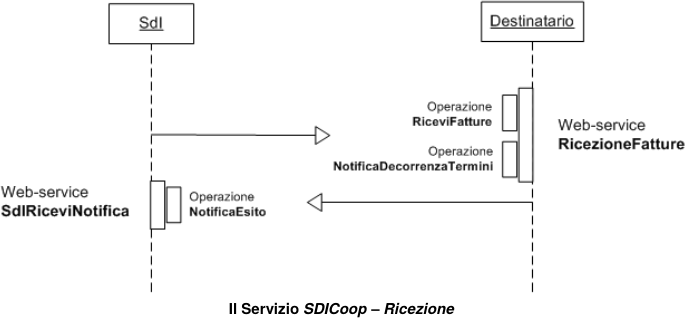 SdI
Destinatario
Operazione
RiceviFatture
Web-service
RicezioneFatture
Operazione
NotificaDecorrenzaTermini
Web-service
SdIRiceviNotifica
Operazione
NotificaEsito
Il Servizio SDICoop – Ricezione